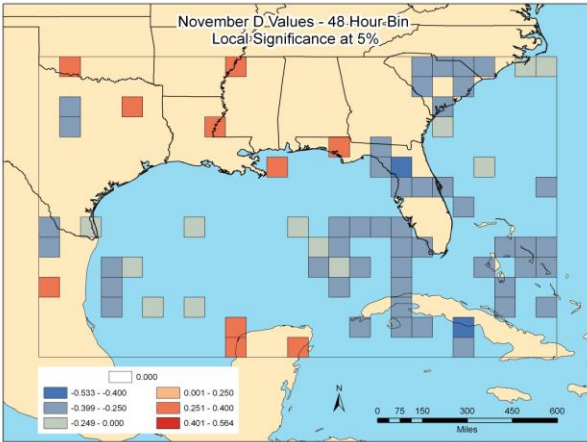 November D Values - 48 Hour Bin
Local Significance at 5%
0.000
-0.533 - -0.400
0.001 - 0.250
-0.399 - -0.250
0.251 - 0.400
-0.249 - 0.000
0.401 - 0.564
N
0 75 150 300 450 600
Miles